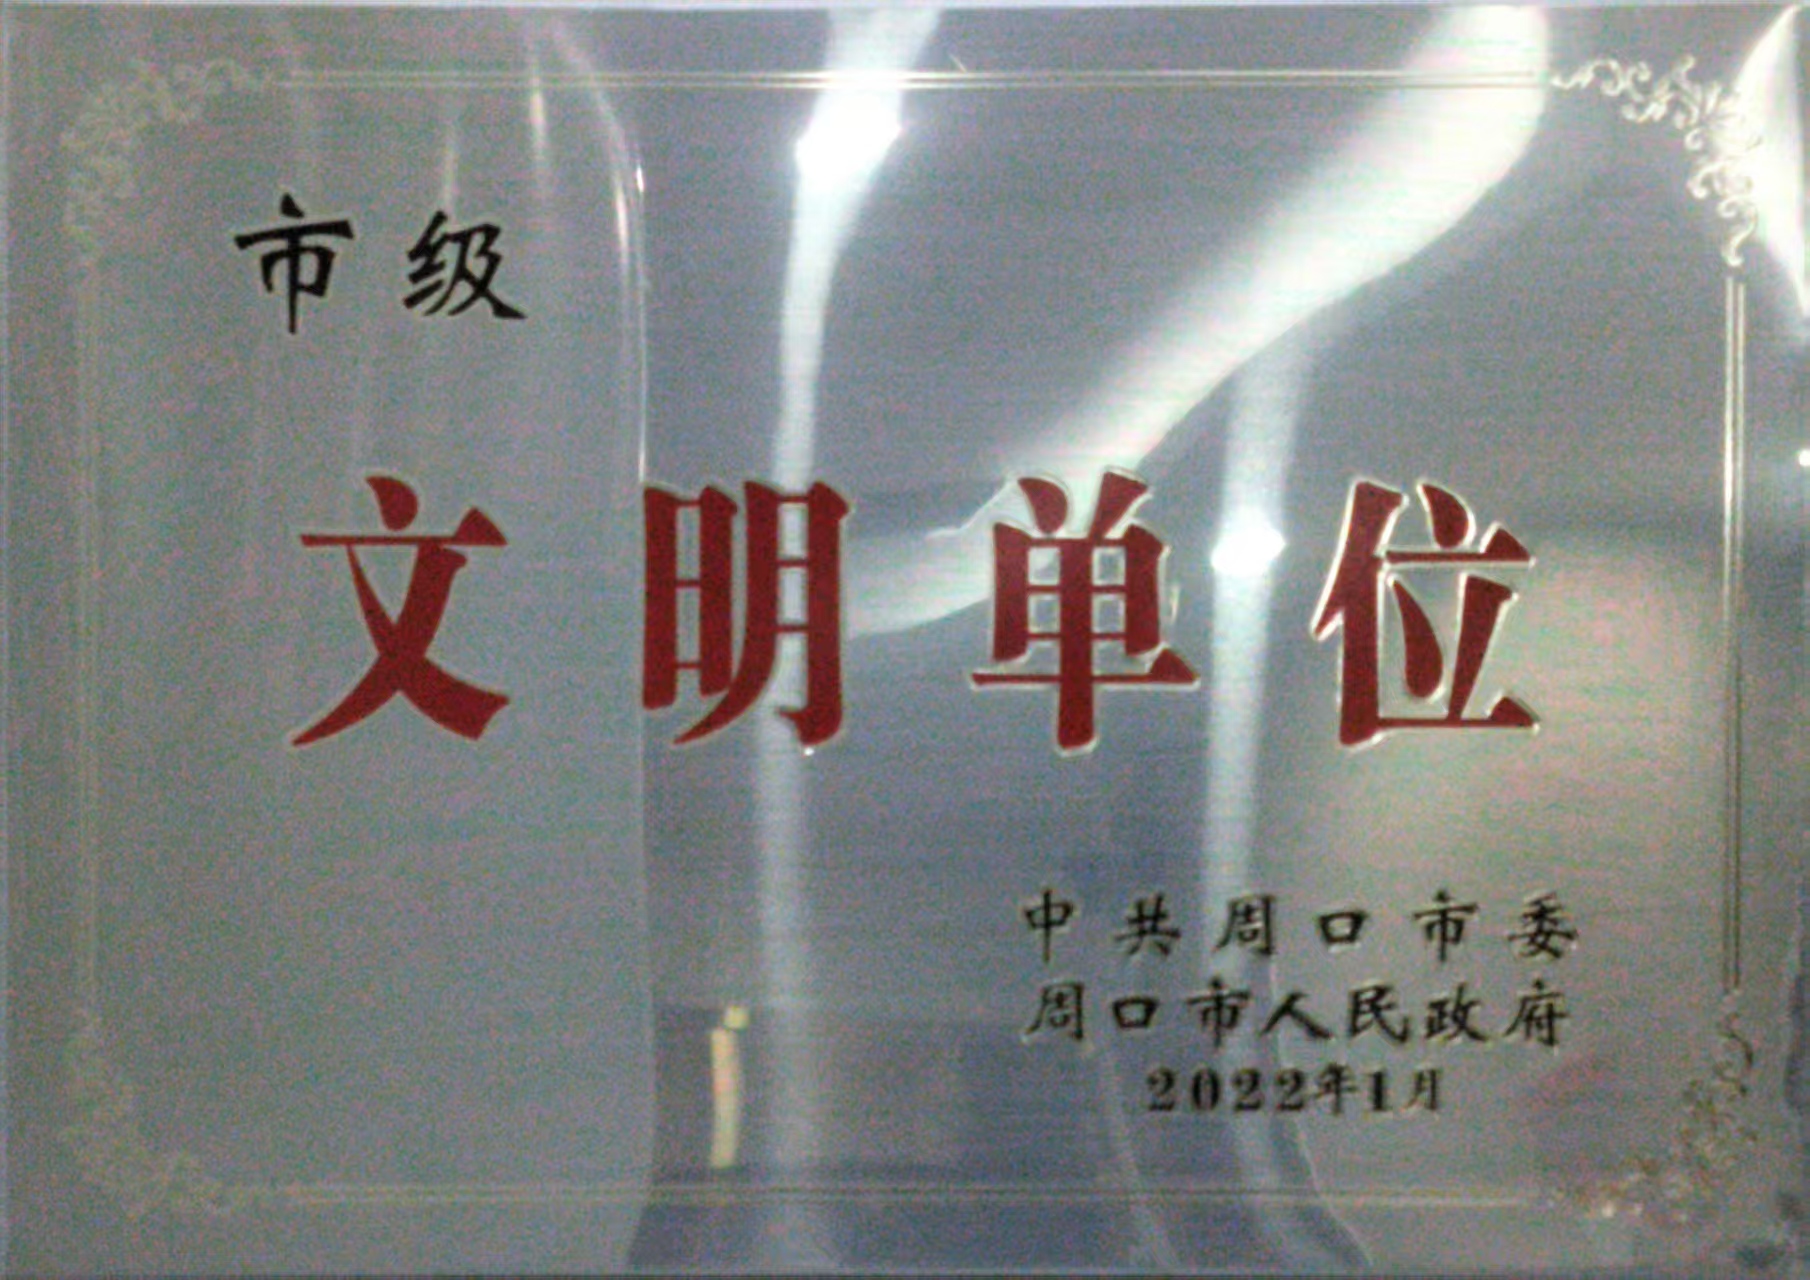 市级
文明单位
中共周口市委
周口市人民政府
2022年1月